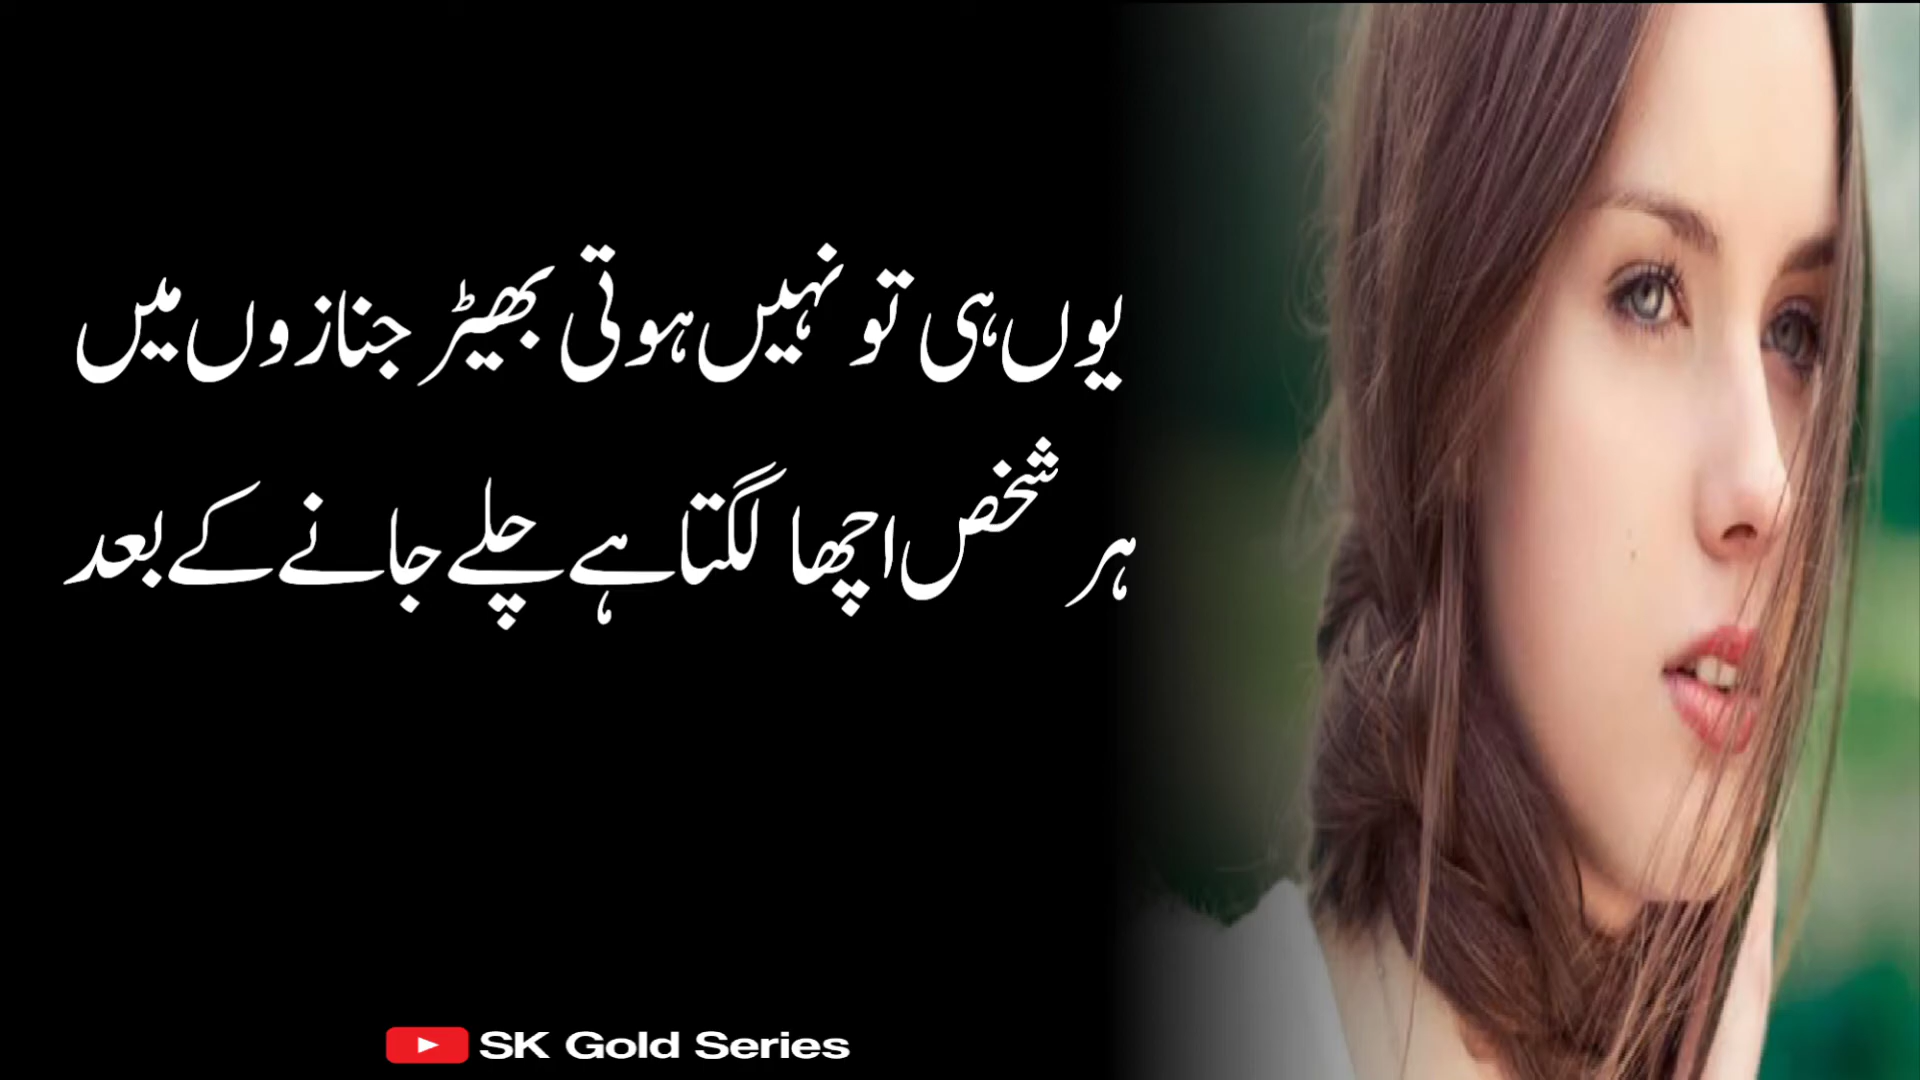 یوں ہی تو نہیں ہوتی بھیڑ جنازوں میں
ہر شخص اچھا لگتا ہے چلے جانے کے بعد
SK Gold Series